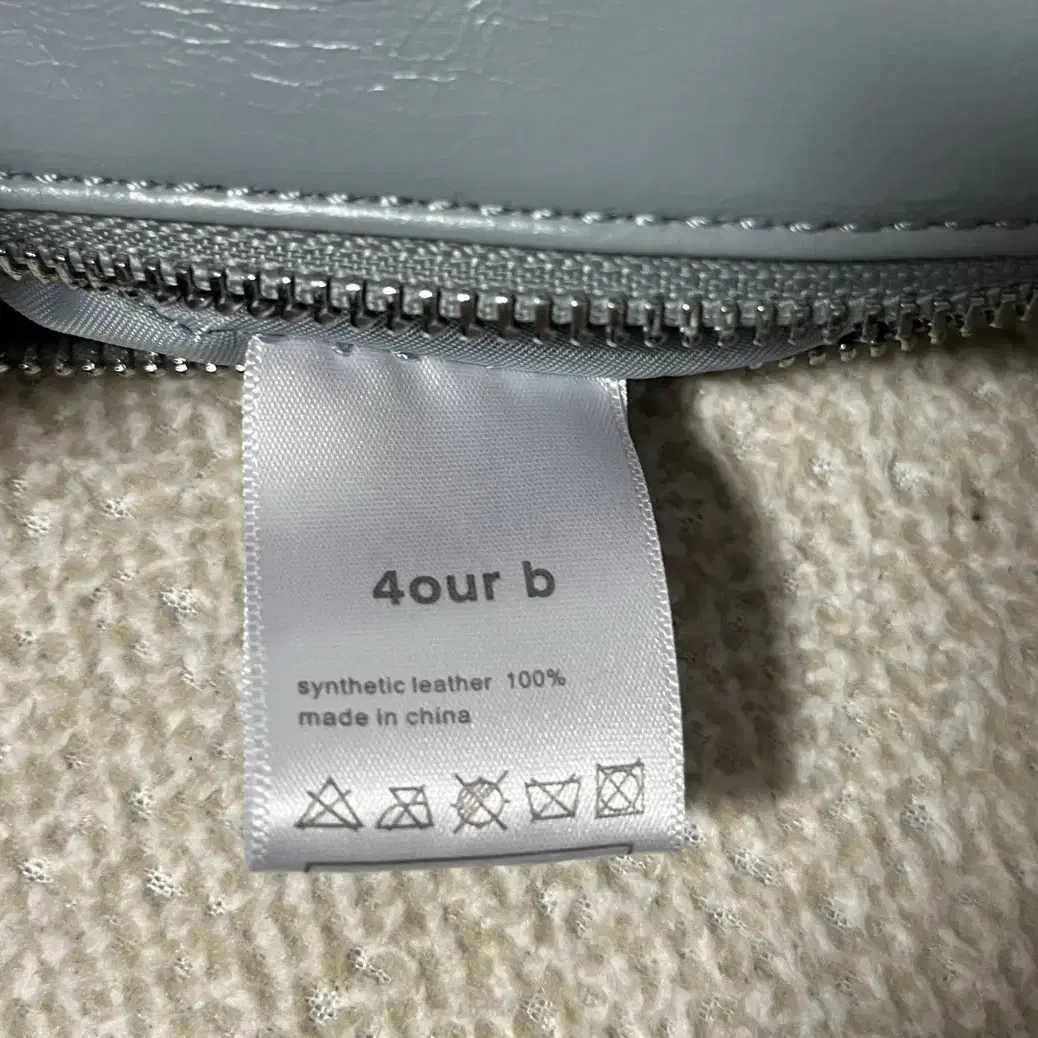 4our b
synthetic leather 100%
made in china